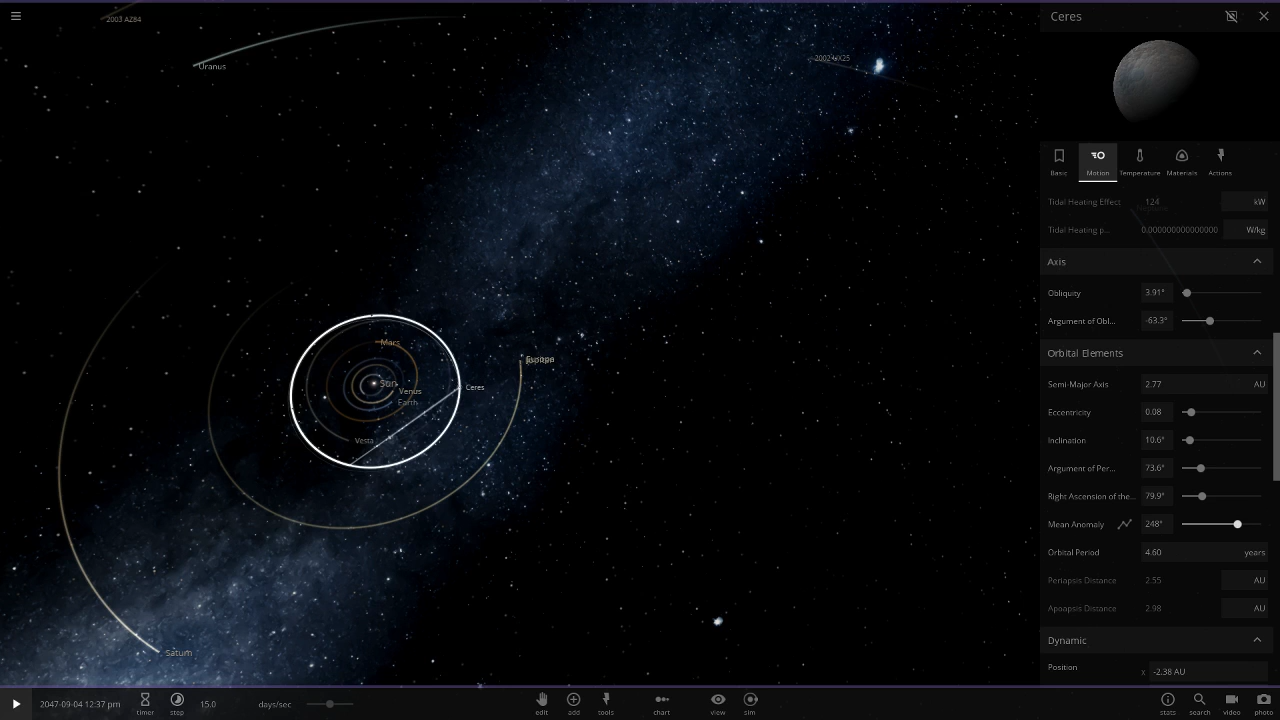 2003 AZ84
Uranus
2002 UX25
Mars
Sun
Venus
Earth
Ceres
Vesta
Europa
Saturn
Ceres
Basic Motion Temperature Materials Actions
Tidal Heating Effect 124 kW
Tidal Heating p... 0.000000000000000 W/kg
Axis
Obliquity 3.91°
Argument of Obl... -63.3°
Orbital Elements
Semi-Major Axis 2.77 AU
Eccentricity 0.08
Inclination 10.6°
Argument of Per... 73.6°
Right Ascension of the... 79.9°
Mean Anomaly 248°
Orbital Period 4.60 years
Periapsis Distance 2.55 AU
Apoapsis Distance 2.98 AU
Dynamic
Position x -2.38 AU
2047-09-04 12:37 pm timer step 15.0 days/sec edit add tools chart view sim stats search video photo